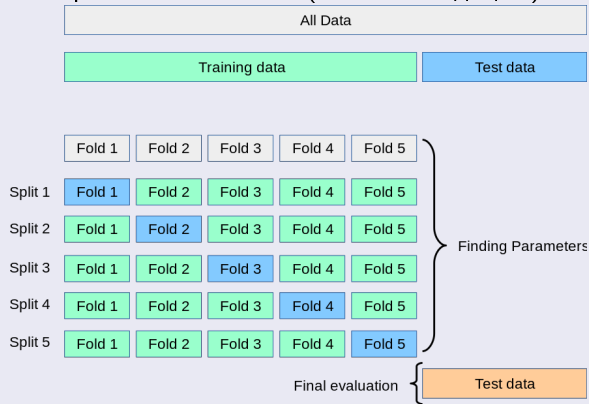 All Data
Training data Test data
Fold 1 Fold 2 Fold 3 Fold 4 Fold 5
Split 1 Fold 1 Fold 2 Fold 3 Fold 4 Fold 5
Split 2 Fold 1 Fold 2 Fold 3 Fold 4 Fold 5
Finding Parameters
Split 3 Fold 1 Fold 2 Fold 3 Fold 4 Fold 5
Split 4 Fold 1 Fold 2 Fold 3 Fold 4 Fold 5
Split 5 Fold 1 Fold 2 Fold 3 Fold 4 Fold 5
Final evaluation Test data